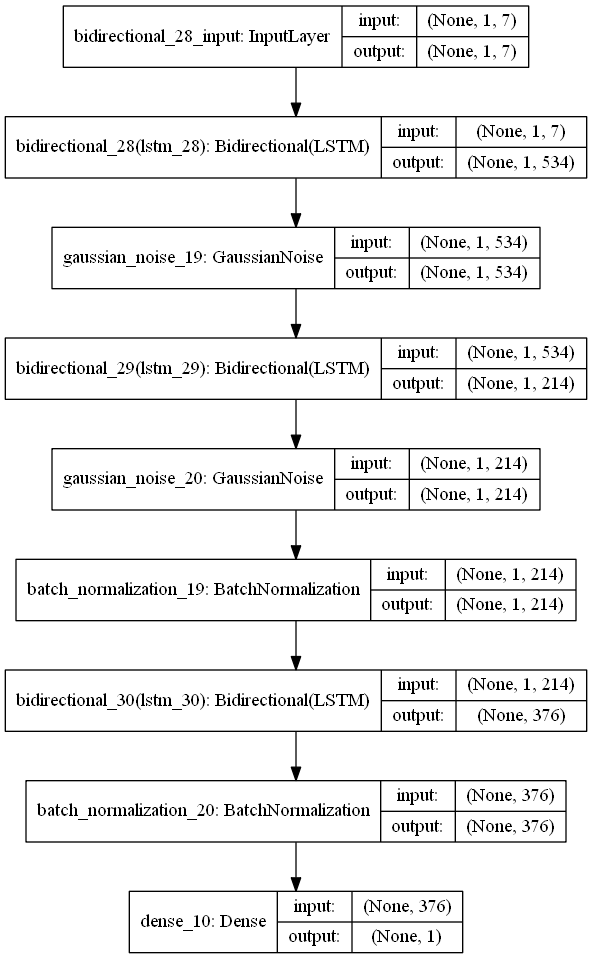 bidirectional_28_input: InputLayer
input: (None, 1, 7)
output: (None, 1, 7)
bidirectional_28(lstm_28): Bidirectional(LSTM)
input: (None, 1, 7)
output: (None, 1, 534)
gaussian_noise_19: GaussianNoise
input: (None, 1, 534)
output: (None, 1, 534)
bidirectional_29(lstm_29): Bidirectional(LSTM)
input: (None, 1, 534)
output: (None, 1, 214)
gaussian_noise_20: GaussianNoise
input: (None, 1, 214)
output: (None, 1, 214)
batch_normalization_19: BatchNormalization
input: (None, 1, 214)
output: (None, 1, 214)
bidirectional_30(lstm_30): Bidirectional(LSTM)
input: (None, 1, 214)
output: (None, 376)
batch_normalization_20: BatchNormalization
input: (None, 376)
output: (None, 376)
dense_10: Dense
input: (None, 376)
output: (None, 1)